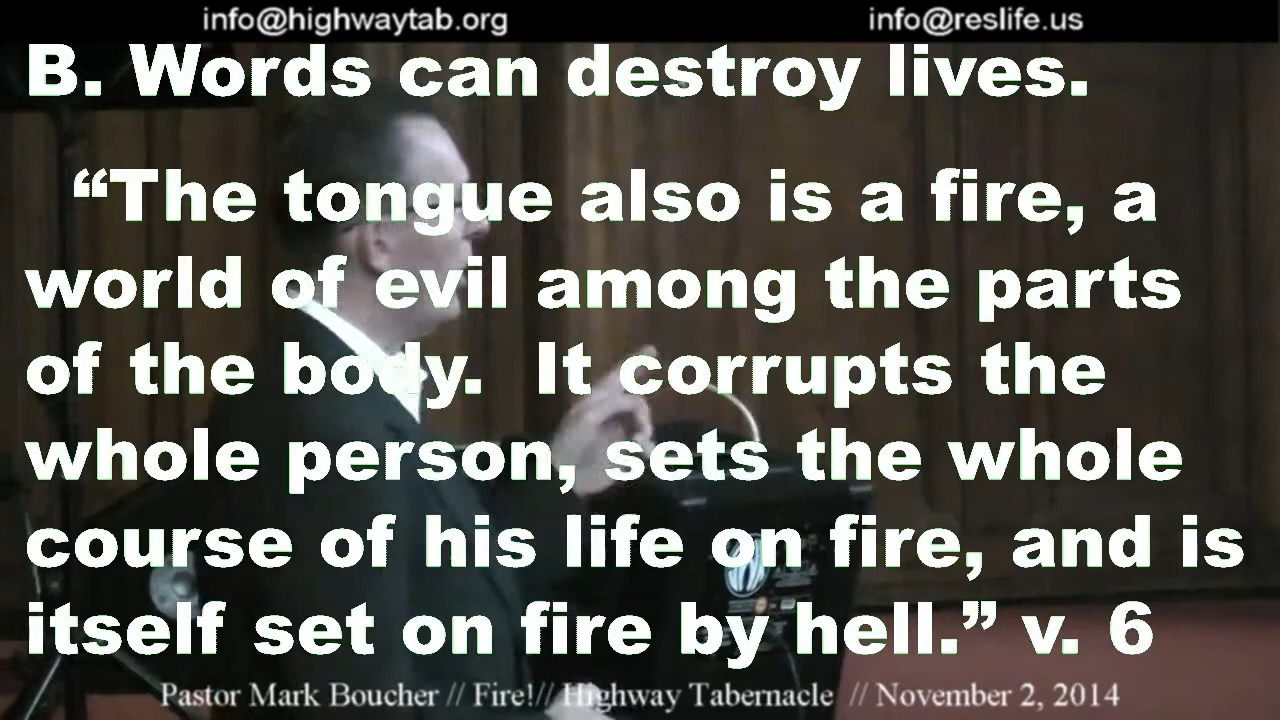 info@highwaytab.org info@reslife.us
B. Words can destroy lives.
“The tongue also is a fire, a
world of evil among the parts
of the body.  It corrupts the
whole person, sets the whole
course of his life on fire, and is
itself set on fire by hell.” v. 6
Pastor Mark Boucher // Fire!// Highway Tabernacle // November 2, 2014